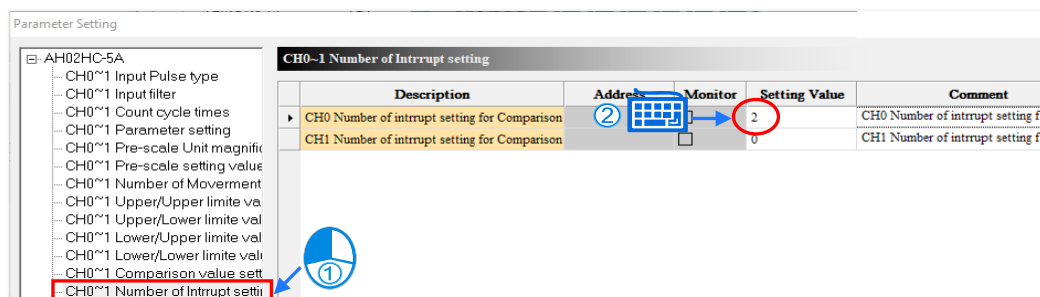 Parameter Setting
AH02HC-5A
CH0~1 Input Pulse type
CH0~1 Input filter
CH0~1 Count cycle times
CH0~1 Parameter setting
CH0~1 Pre-scale Unit magnific
CH0~1 Pre-scale setting value
CH0~1 Number of Moverment
CH0~1 Upper/Upper limite va
CH0~1 Upper/Lower limite val
CH0~1 Lower/Upper limite val
CH0~1 Lower/Lower limite val
CH0~1 Comparison value sett
CH0~1 Number of Intrrupt setti
CH0~1 Number of Intrrupt setting
Description Address Monitor Setting Value Comment
CH0 Number of intrrupt setting for Comparison 2 CH0 Number of intrrupt setting f
CH1 Number of intrrupt setting for Comparison 0 CH1 Number of intrrupt setting f
②
①